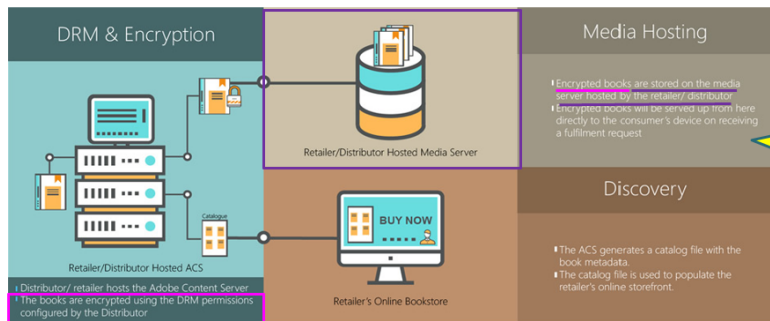 DRM & Encryption
Retailer/Distributor Hosted ACS
Catalogue
Distributor/ retailer hosts the Adobe Content Server
The books are encrypted using the DRM permissions
configured by the Distributor
Retailer/Distributor Hosted Media Server
BUY NOW
Retailer's Online Bookstore
Media Hosting
Encrypted books are stored on the media
server hosted by the retailer/ distributor
Encrypted books will be served up from here
directly to the consumer's device on receiving
a fulfilment request
Discovery
The ACS generates a catalog file with the
book metadata.
The catalog file is used to populate the
retailer's online storefront.